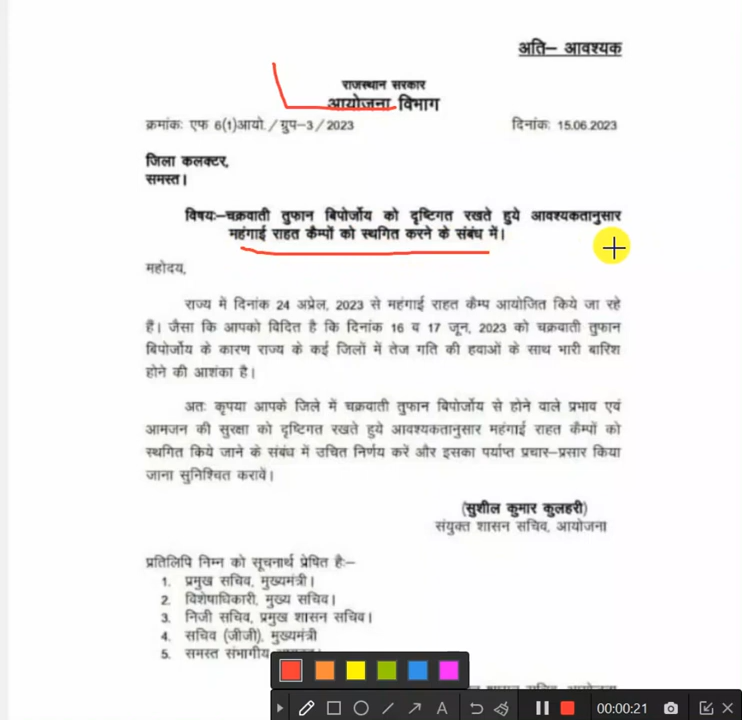 अति– आवश्यक
राजस्थान सरकार
आयोजना विभाग
क्रमांकः एफ 6(1)आयो./ग्रुप–3/2023 दिनांकः 15.06.2023
जिला कलक्टर,
समस्त।
विषयः–चक्रवाती तुफान बिपोर्जोय को दृष्टिगत रखते हुये आवश्यकतानुसार
महंगाई राहत कैम्पों को स्थगित करने के संबंध में।
महोदय,
राज्य में दिनांक 24 अप्रेल, 2023 से महंगाई राहत कैम्प आयोजित किये जा रहे
हैं। जैसा कि आपको विदित है कि दिनांक 16 व 17 जून, 2023 को चक्रवाती तुफान
बिपोर्जोय के कारण राज्य के कई जिलों में तेज गति की हवाओं के साथ भारी बारिश
होने की आशंका है।
अतः कृपया आपके जिले में चक्रवाती तुफान बिपोर्जोय से होने वाले प्रभाव एवं
आमजन की सुरक्षा को दृष्टिगत रखते हुये आवश्यकतानुसार महंगाई राहत कैम्पों को
स्थगित किये जाने के संबंध में उचित निर्णय करें और इसका पर्याप्त प्रचार–प्रसार किया
जाना सुनिश्चित करावें।
(सुशील कुमार कुलहरी)
संयुक्त शासन सचिव, आयोजना
प्रतिलिपि निम्न को सूचनार्थ प्रेषित हैः–
1. प्रमुख सचिव, मुख्यमंत्री।
2. विशेषाधिकारी, मुख्य सचिव।
3. निजी सचिव, प्रमुख शासन सचिव।
4. सचिव (जीजी), मुख्यमंत्री
5. समस्त संभागीय
A 00:00:21